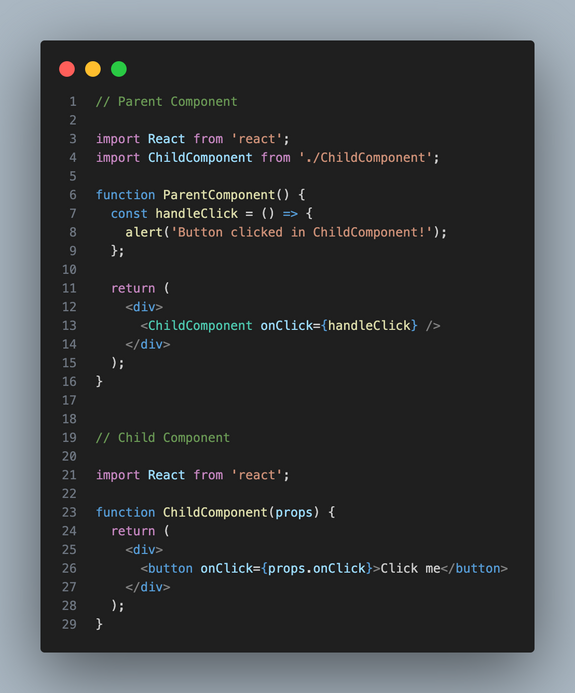 1 // Parent Component
2
3 import React from 'react';
4 import ChildComponent from './ChildComponent';
5
6 function ParentComponent() {
7   const handleClick = () => {
8     alert('Button clicked in ChildComponent!');
9   };
10
11   return (
12     <div>
13       <ChildComponent onClick={handleClick} />
14     </div>
15   );
16 }
17
18
19 // Child Component
20
21 import React from 'react';
22
23 function ChildComponent(props) {
24   return (
25     <div>
26       <button onClick={props.onClick}>Click me</button>
27     </div>
28   );
29 }